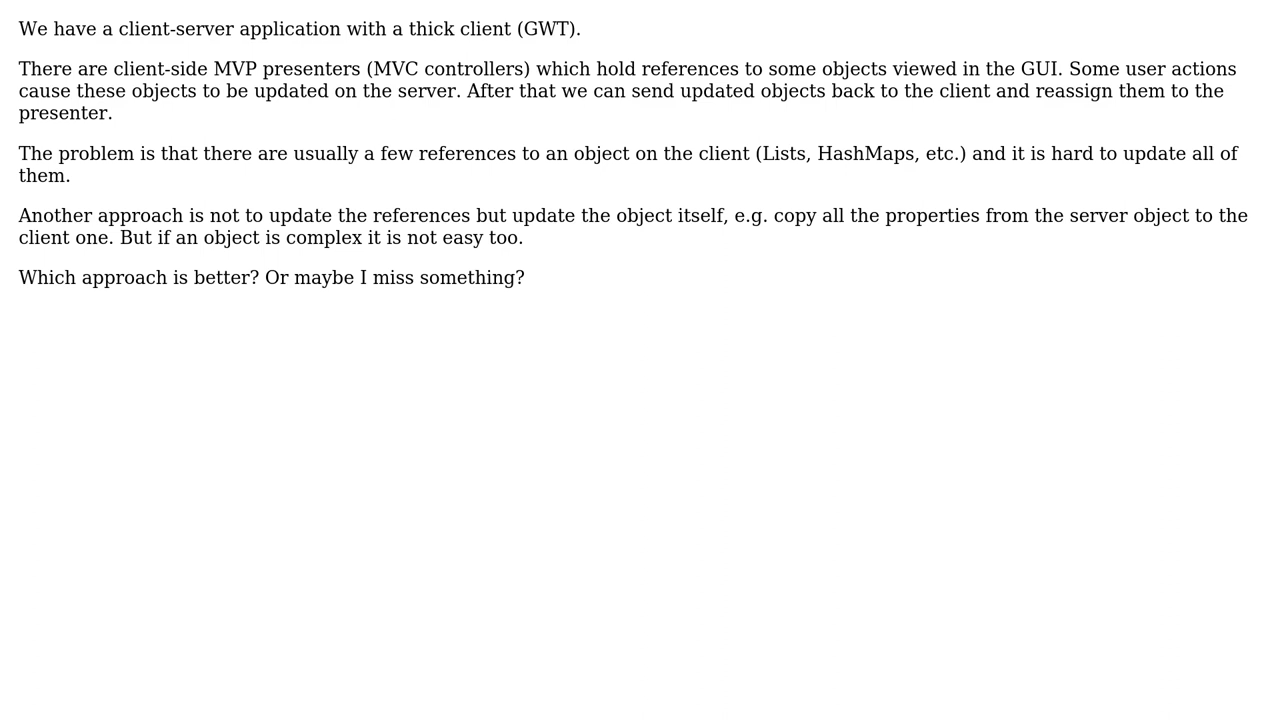 We have a client-server application with a thick client (GWT).
There are client-side MVP presenters (MVC controllers) which hold references to some objects viewed in the GUI. Some user actions
cause these objects to be updated on the server. After that we can send updated objects back to the client and reassign them to the
presenter.
The problem is that there are usually a few references to an object on the client (Lists, HashMaps, etc.) and it is hard to update all of
them.
Another approach is not to update the references but update the object itself, e.g. copy all the properties from the server object to the
client one. But if an object is complex it is not easy too.
Which approach is better? Or maybe I miss something?